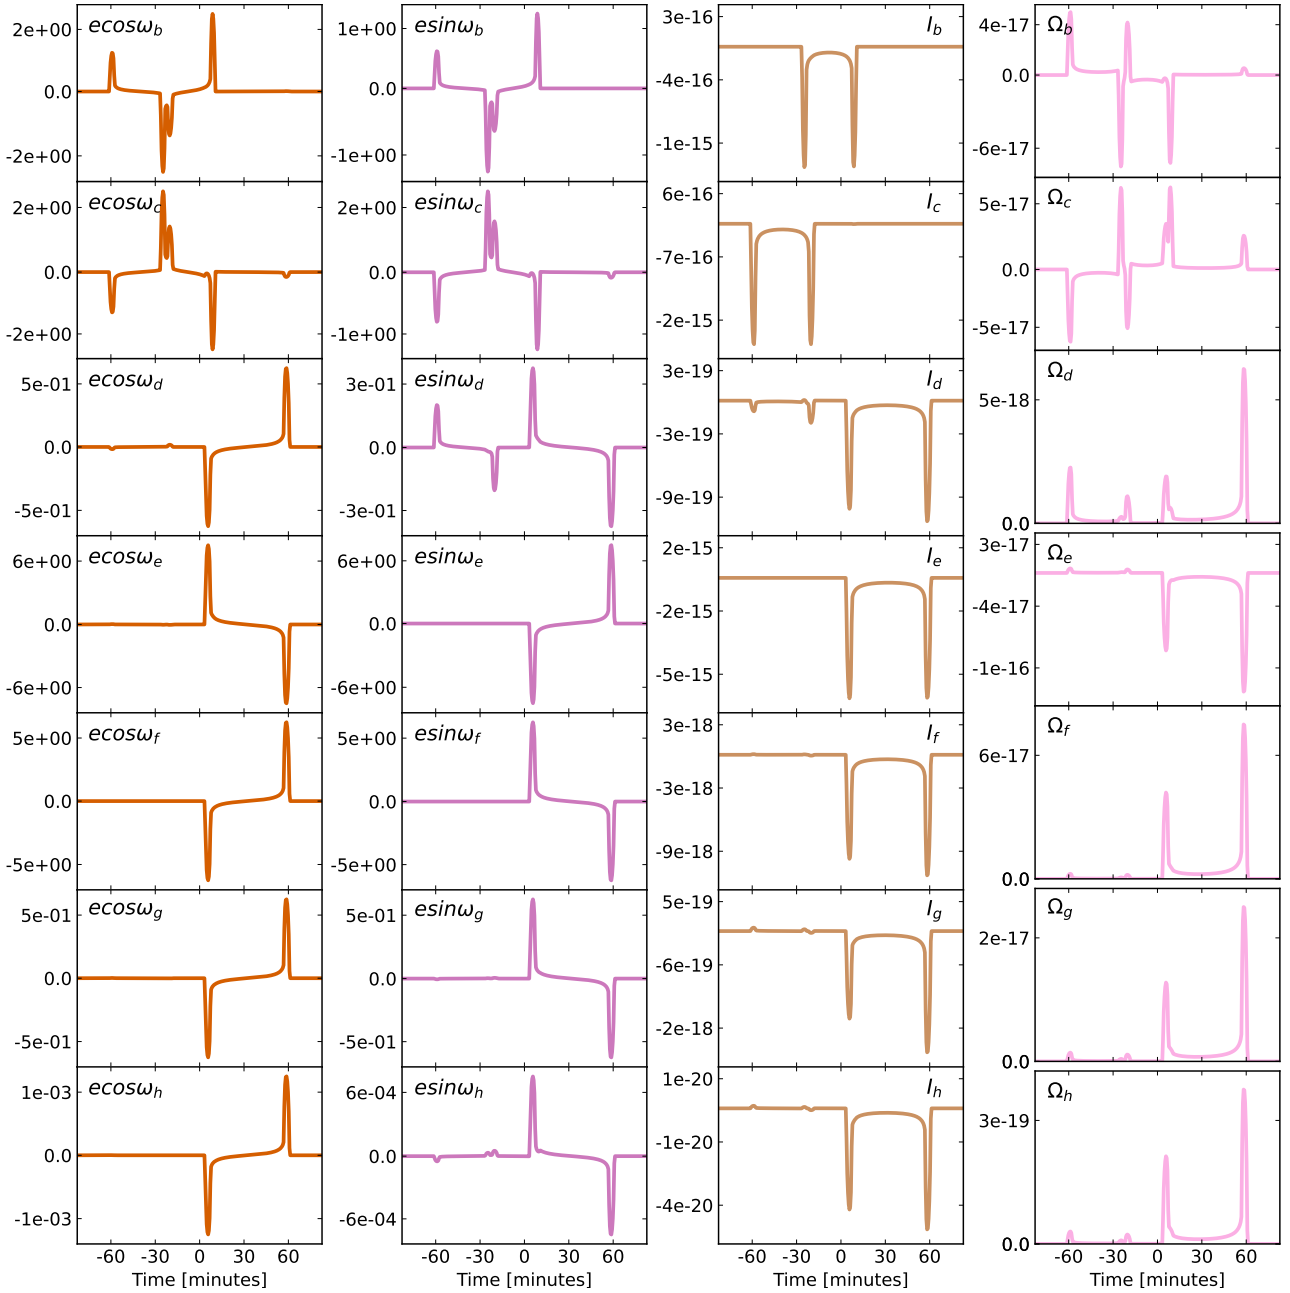 2e+00
0.0
-2e+00
ecosω_b
1e+00
0.0
-1e+00
esinω_b
3e-16
-4e-16
-1e-15
I_b
4e-17
0.0
-6e-17
Ω_b
2e+00
0.0
-2e+00
ecosω_c
2e+00
0.0
-1e+00
esinω_c
6e-16
-7e-16
-2e-15
I_c
5e-17
0.0
-5e-17
Ω_c
5e-01
0.0
-5e-01
ecosω_d
3e-01
0.0
-3e-01
esinω_d
3e-19
-3e-19
-9e-19
I_d
5e-18
0.0
Ω_d
6e+00
0.0
-6e+00
ecosω_e
6e+00
0.0
-6e+00
esinω_e
2e-15
-2e-15
-5e-15
I_e
3e-17
-4e-17
-1e-16
Ω_e
5e+00
0.0
-5e+00
ecosω_f
5e+00
0.0
-5e+00
esinω_f
3e-18
-3e-18
-9e-18
I_f
6e-17
0.0
Ω_f
5e-01
0.0
-5e-01
ecosω_g
5e-01
0.0
-5e-01
esinω_g
5e-19
-6e-19
-2e-18
I_g
2e-17
0.0
Ω_g
1e-03
0.0
-1e-03
ecosω_h
6e-04
0.0
-6e-04
esinω_h
1e-20
-1e-20
-4e-20
I_h
3e-19
0.0
Ω_h
-60 -30 0 30 60
-60 -30 0 30 60
-60 -30 0 30 60
-60 -30 0 30 60
Time [minutes]
Time [minutes]
Time [minutes]
Time [minutes]